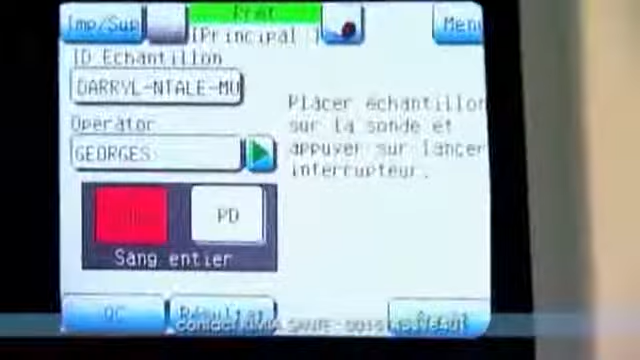 Imp/Sup
Prêt
[Principal ]
Menu
ID Echantillon
DARRYL-NTALE-MU
Placer échantillon
sur la sonde et
appuyer sur lancer
interrupteur.
Operator
GEORGES
PD
Sang entier
QC
Résultat